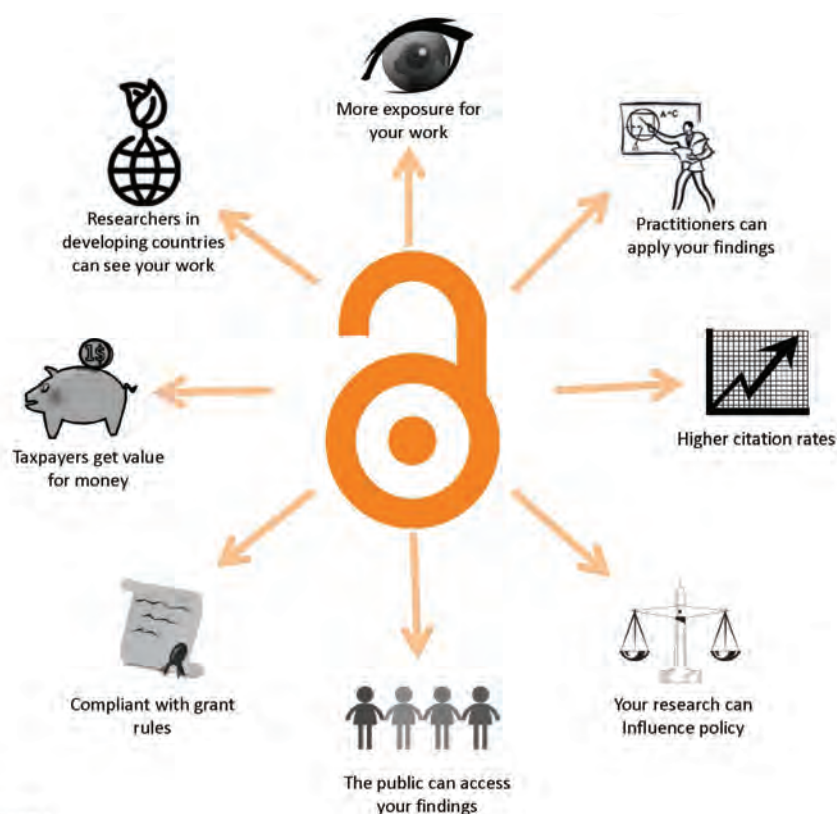 More exposure for
your work
Practitioners can
apply your findings
Higher citation rates
Your research can
Influence policy
The public can access
your findings
Compliant with grant
rules
Taxpayers get value
for money
1$
Researchers in
developing countries
can see your work